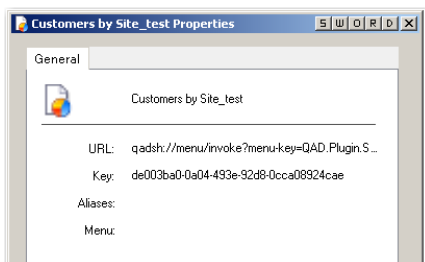 Customers by Site_test Properties S W O R D X
General
Customers by Site_test
URL: qadsh://menu/invoke?menu-key=QAD.Plugin.S...
Key: de003ba0-0a04-493e-92d8-0cca08924cae
Aliases:
Menu: